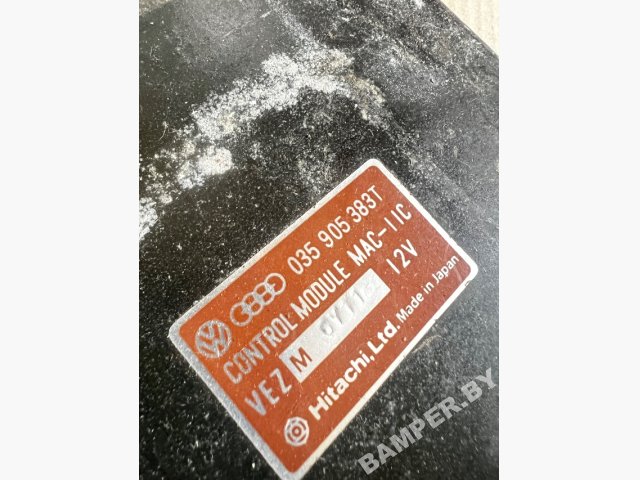 035 905 383T
CONTROL MODULE MAC-11C
VEZ M 12V
Hitachi, Ltd. Made in Japan
BAMPER.BY